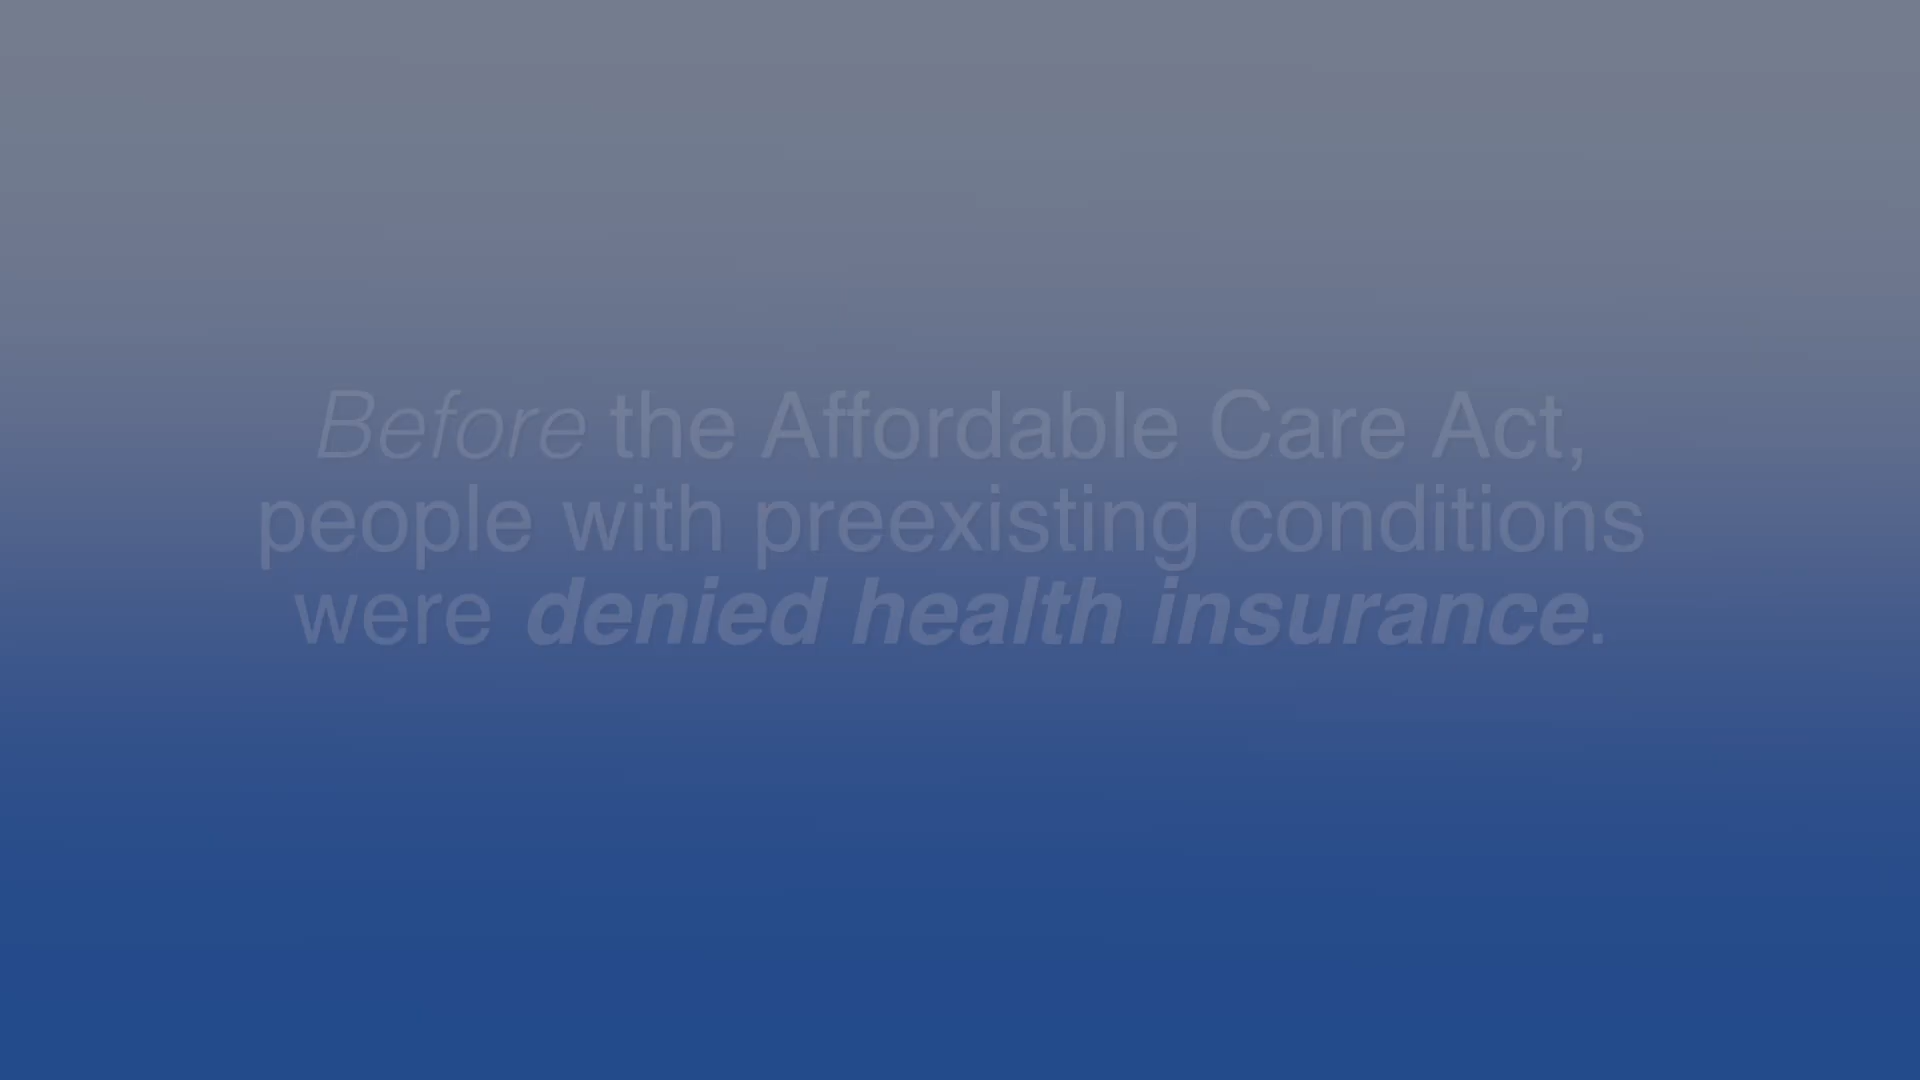 Before the Affordable Care Act,
people with preexisting conditions
were denied health insurance.